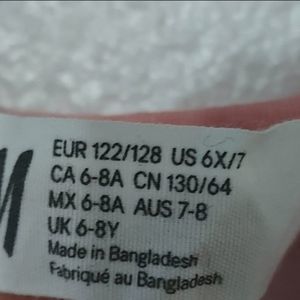 EUR 122/128 US 6X/7
CA 6-8A CN 130/64
MX 6-8A AUS 7-8
UK 6-8Y
Made in Bangladesh
Fabriqué au Bangladesh